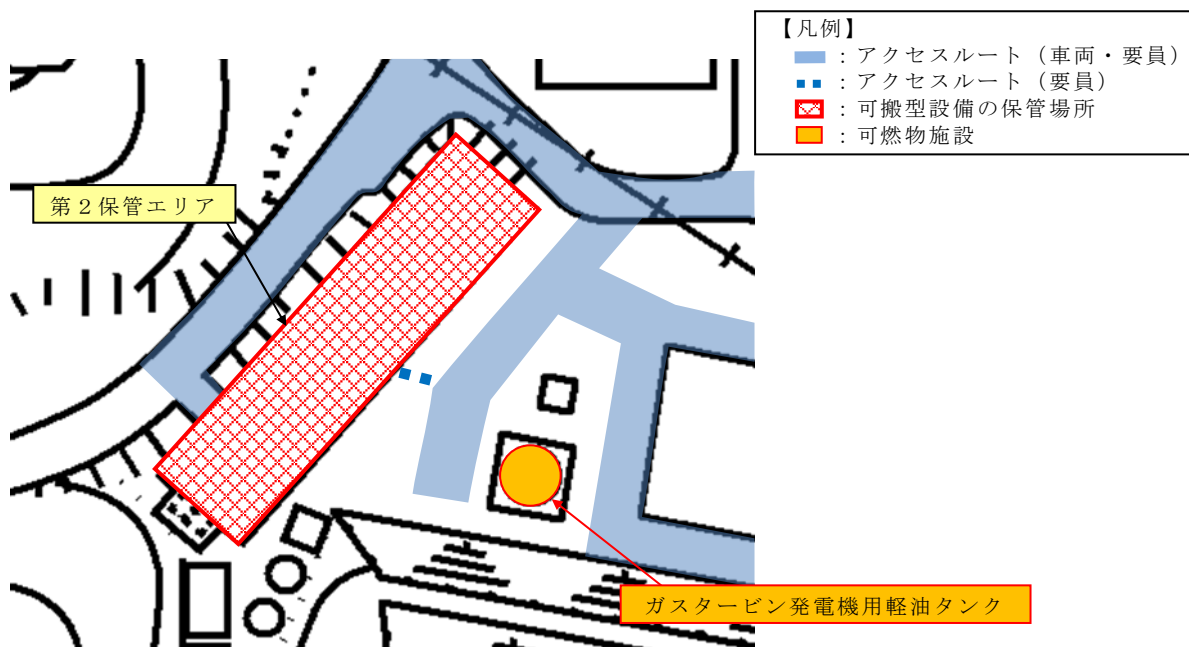 【凡例】
：アクセスルート（車両・要員）
：アクセスルート（要員）
：可搬型設備の保管場所
：可燃物施設
第２保管エリア
ガスタービン発電機用軽油タンク